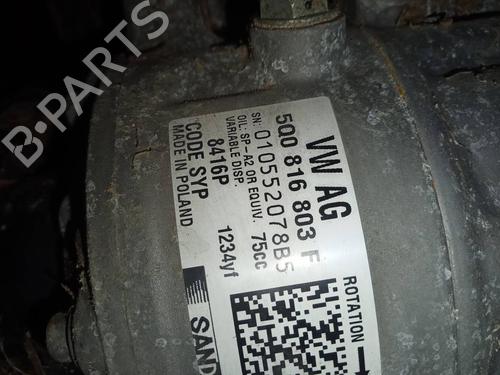 B-PARTS
VW AG
5Q0 816 803 F
SN: 010552078B5
OIL: SP-A2 OR EQUIV. 75cc
VARIABLE DISP.
8416P 1234yf
CODE SYP
MADE IN POLAND
ROTATION
SAND